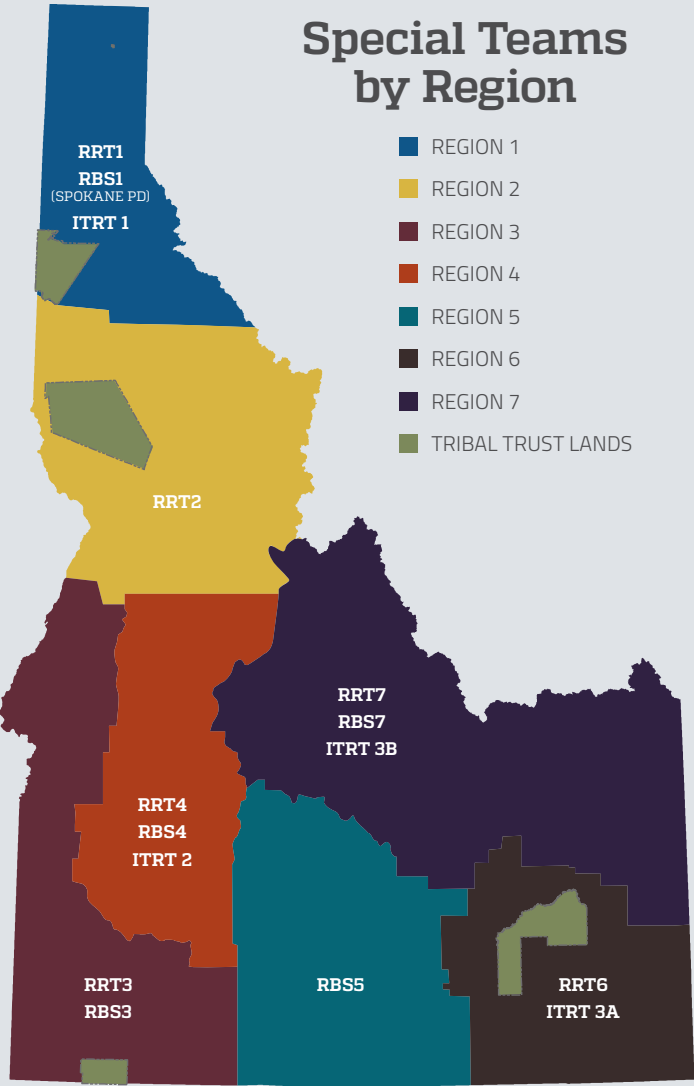 Special Teams
by Region
REGION 1
REGION 2
REGION 3
REGION 4
REGION 5
REGION 6
REGION 7
TRIBAL TRUST LANDS
RRT1
RBS1
(SPOKANE PD)
ITRT 1
RRT2
RRT7
RBS7
ITRT 3B
RRT4
RBS4
ITRT 2
RRT3
RBS3
RBS5
RRT6
ITRT 3A